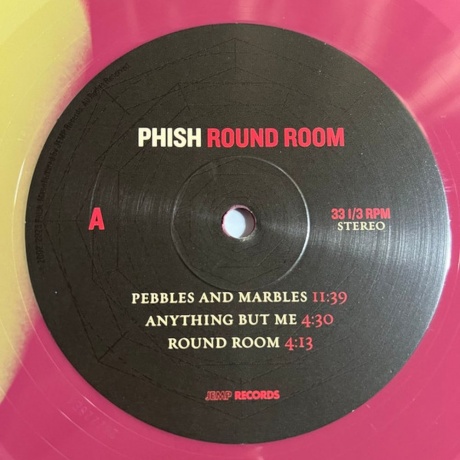 PHISH ROUND ROOM
A
33 1/3 RPM
STEREO
PEBBLES AND MARBLES 11:39
ANYTHING BUT ME 4:30
ROUND ROOM 4:13
JEMP RECORDS